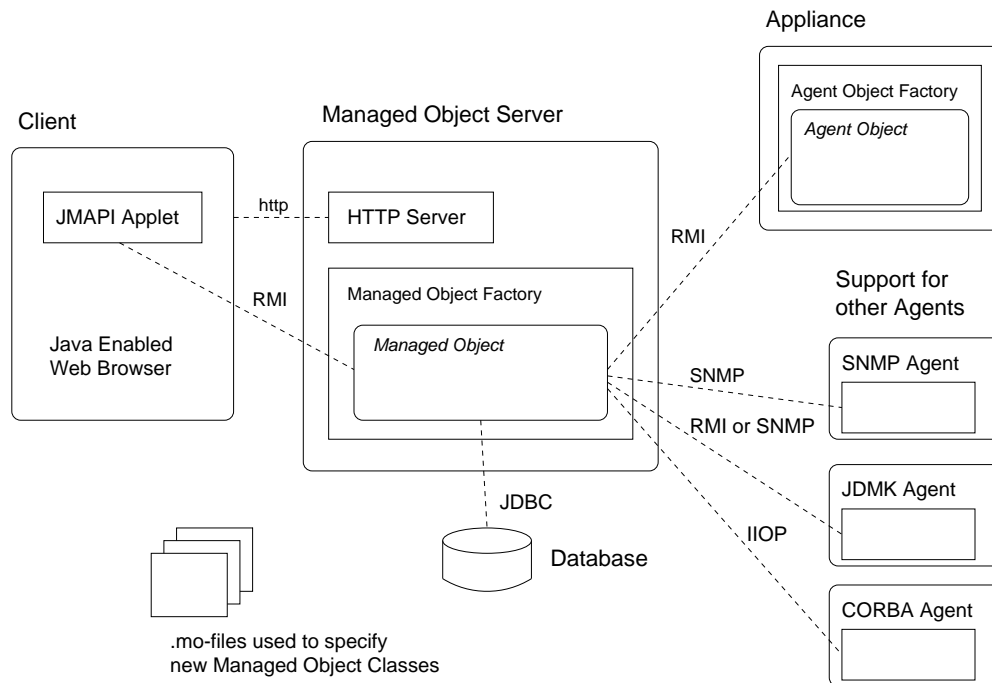 Appliance
Agent Object Factory
Agent Object
Client
Managed Object Server
JMAPI Applet
http
HTTP Server
RMI
RMI
Managed Object Factory
Managed Object
Java Enabled
Web Browser
Support for
other Agents
SNMP
SNMP Agent
RMI or SNMP
JDBC
JDMK Agent
IIOP
Database
CORBA Agent
.mo-files used to specify
new Managed Object Classes